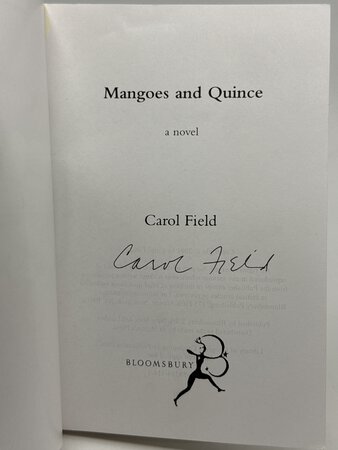 Mangoes and Quince
a novel
Carol Field
Carol Field
BLOOMSBURY